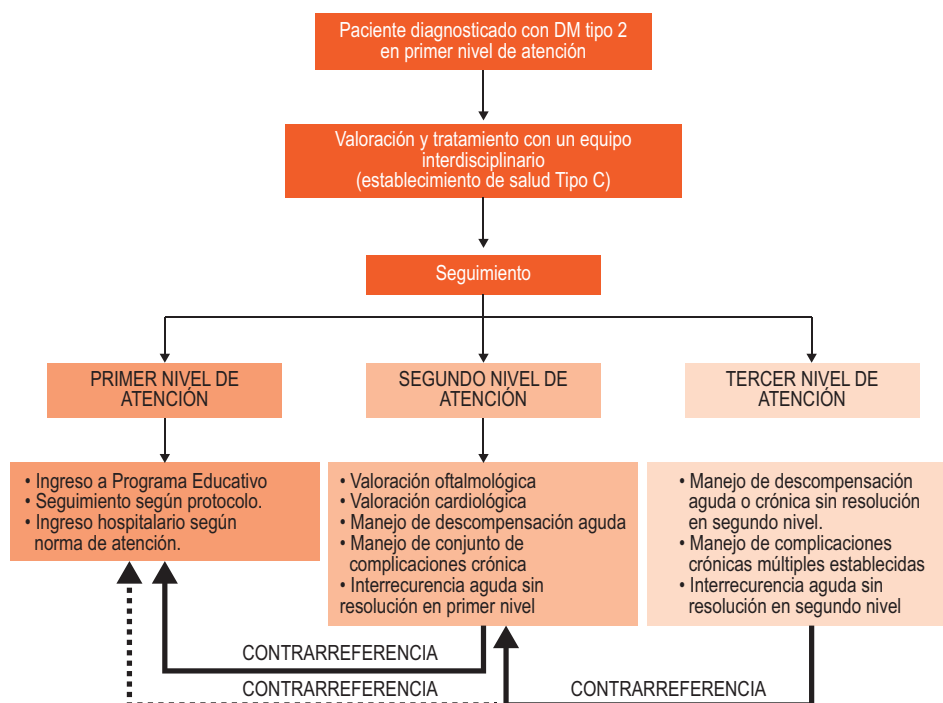 Paciente diagnosticado con DM tipo 2
en primer nivel de atención
Valoración y tratamiento con un equipo
interdisciplinario
(establecimiento de salud Tipo C)
Seguimiento
PRIMER NIVEL DE
ATENCIÓN
• Ingreso a Programa Educativo
• Seguimiento según protocolo.
• Ingreso hospitalario según
norma de atención.
SEGUNDO NIVEL DE
ATENCIÓN
• Valoración oftalmológica
• Valoración cardiológica
• Manejo de descompensación aguda
• Manejo de conjunto de
complicaciones crónica
• Interrecurencia aguda sin
resolución en primer nivel
TERCER NIVEL DE
ATENCIÓN
• Manejo de descompensación
aguda o crónica sin resolución
en segundo nivel.
• Manejo de complicaciones
crónicas múltiples establecidas
• Interrecurencia aguda sin
resolución en segundo nivel
CONTRARREFERENCIA
CONTRARREFERENCIA
CONTRARREFERENCIA